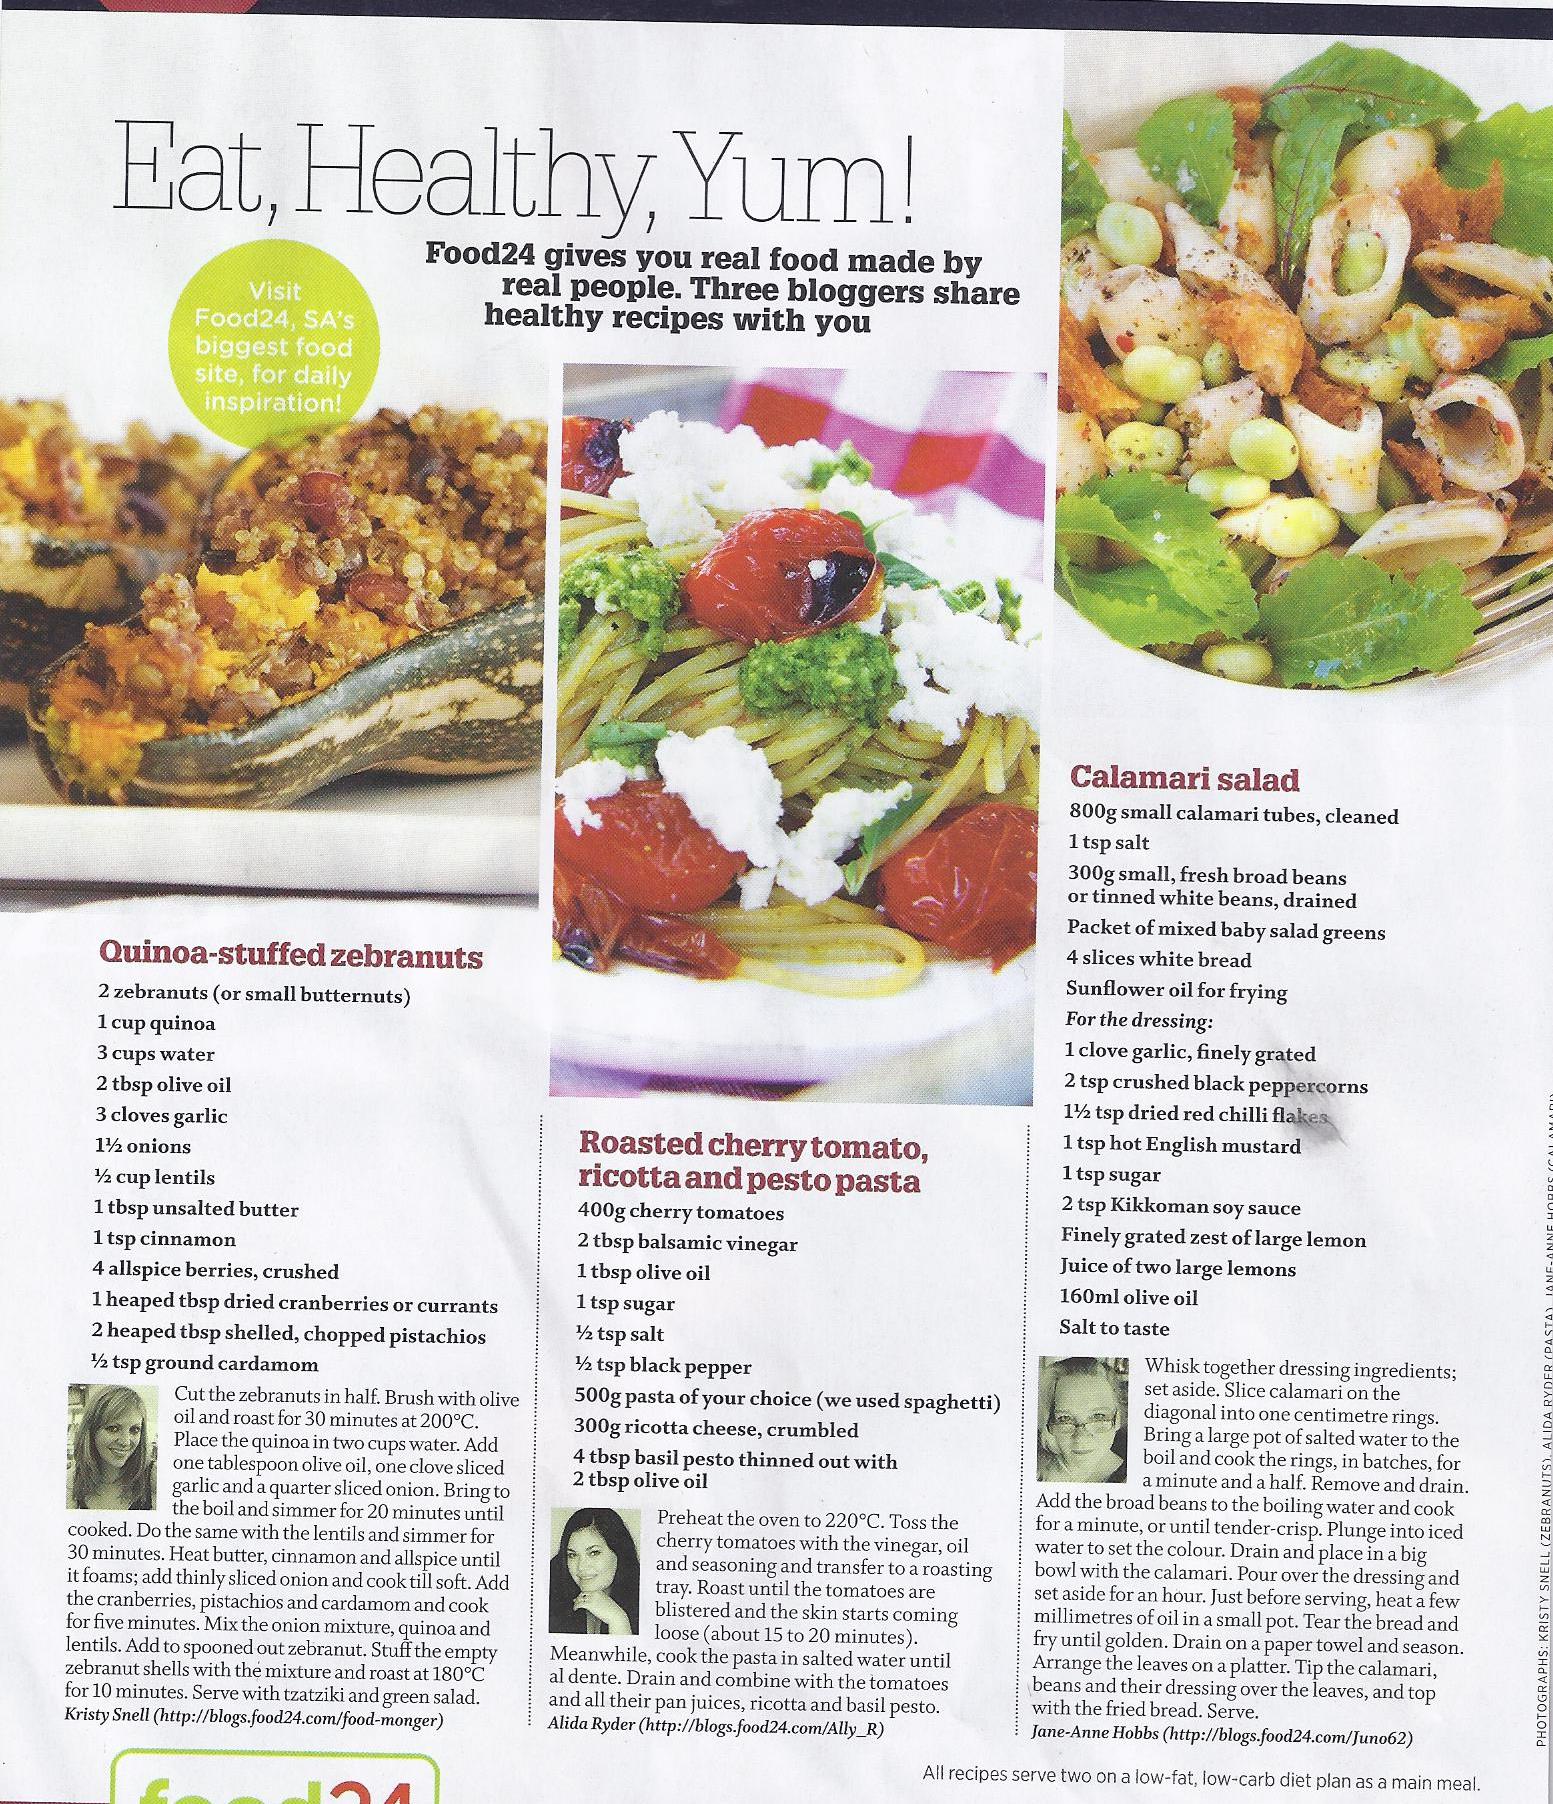 Eat, Healthy, Yum!
Food24 gives you real food made by
real people. Three bloggers share
healthy recipes with you
Visit
Food24, SA's
biggest food
site, for daily
inspiration!
Quinoa-stuffed zebranuts
2 zebranuts (or small butternuts)
1 cup quinoa
3 cups water
2 tbsp olive oil
3 cloves garlic
1½ onions
½ cup lentils
1 tbsp unsalted butter
1 tsp cinnamon
4 allspice berries, crushed
1 heaped tbsp dried cranberries or currants
2 heaped tbsp shelled, chopped pistachios
½ tsp ground cardamom
Cut the zebranuts in half. Brush with olive
oil and roast for 30 minutes at 200°C.
Place the quinoa in two cups water. Add
one tablespoon olive oil, one clove sliced
garlic and a quarter sliced onion. Bring to
the boil and simmer for 20 minutes until
cooked. Do the same with the lentils and simmer for
30 minutes. Heat butter, cinnamon and allspice until
it foams; add thinly sliced onion and cook till soft. Add
the cranberries, pistachios and cardamom and cook
for five minutes. Mix the onion mixture, quinoa and
lentils. Add to spooned out zebranut. Stuff the empty
zebranut shells with the mixture and roast at 180°C
for 10 minutes. Serve with tzatziki and green salad.
Kristy Snell (http://blogs.food24.com/food-monger)
Roasted cherry tomato,
ricotta and pesto pasta
400g cherry tomatoes
2 tbsp balsamic vinegar
1 tbsp olive oil
1 tsp sugar
½ tsp salt
½ tsp black pepper
500g pasta of your choice (we used spaghetti)
300g ricotta cheese, crumbled
4 tbsp basil pesto thinned out with
2 tbsp olive oil
Preheat the oven to 220°C. Toss the
cherry tomatoes with the vinegar, oil
and seasoning and transfer to a roasting
tray. Roast until the tomatoes are
blistered and the skin starts coming
loose (about 15 to 20 minutes).
Meanwhile, cook the pasta in salted water until
al dente. Drain and combine with the tomatoes
and all their pan juices, ricotta and basil pesto.
Alida Ryder (http://blogs.food24.com/Ally_R)
Calamari salad
800g small calamari tubes, cleaned
1 tsp salt
300g small, fresh broad beans
or tinned white beans, drained
Packet of mixed baby salad greens
4 slices white bread
Sunflower oil for frying
For the dressing:
1 clove garlic, finely grated
2 tsp crushed black peppercorns
1½ tsp dried red chilli flakes
1 tsp hot English mustard
1 tsp sugar
2 tsp Kikkoman soy sauce
Finely grated zest of large lemon
Juice of two large lemons
160ml olive oil
Salt to taste
Whisk together dressing ingredients;
set aside. Slice calamari on the
diagonal into one centimetre rings.
Bring a large pot of salted water to the
boil and cook the rings, in batches, for
a minute and a half. Remove and drain.
Add the broad beans to the boiling water and cook
for a minute, or until tender-crisp. Plunge into iced
water to set the colour. Drain and place in a big
bowl with the calamari. Pour over the dressing and
set aside for an hour. Just before serving, heat a few
millimetres of oil in a small pot. Tear the bread and
fry until golden. Drain on a paper towel and season.
Arrange the leaves on a platter. Tip the calamari,
beans and their dressing over the leaves, and top
with the fried bread. Serve.
Jane-Anne Hobbs (http://blogs.food24.com/Juno62)
PHOTOGRAPHS: KRISTY SNELL (ZEBRANUTS), ALIDA RYDER (PASTA), JANE-ANNE HOBBS (CALAMARI)
All recipes serve two on a low-fat, low-carb diet plan as a main meal.
food24